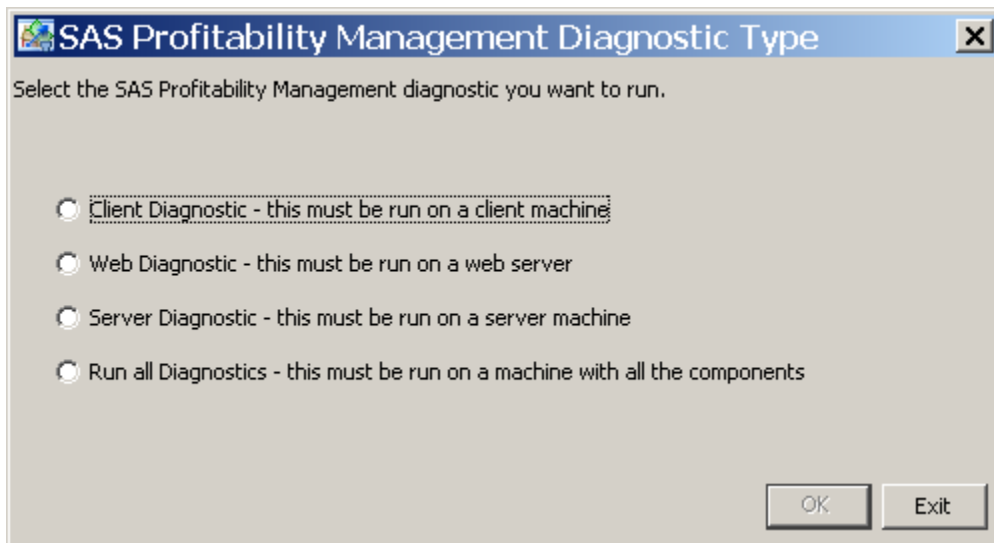 SAS Profitability Management Diagnostic Type
Select the SAS Profitability Management diagnostic you want to run.
Client Diagnostic - this must be run on a client machine
Web Diagnostic - this must be run on a web server
Server Diagnostic - this must be run on a server machine
Run all Diagnostics - this must be run on a machine with all the components
OK
Exit